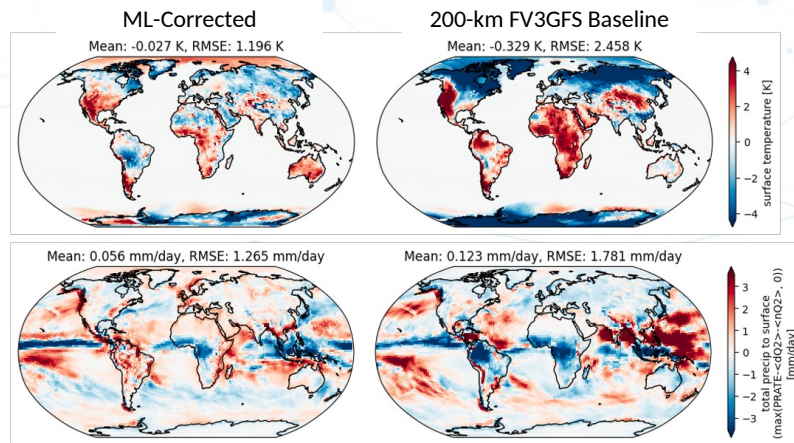 ML-Corrected
200-km FV3GFS Baseline
Mean: -0.027 K, RMSE: 1.196 K
Mean: -0.329 K, RMSE: 2.458 K
4
2
0
−2
−4
surface temperature [K]
Mean: 0.056 mm/day, RMSE: 1.265 mm/day
Mean: 0.123 mm/day, RMSE: 1.781 mm/day
3
2
1
0
−1
−2
−3
total precip to surface
(max(PRATE-<dQ2>-<nQ2>, 0))
[mm/day]